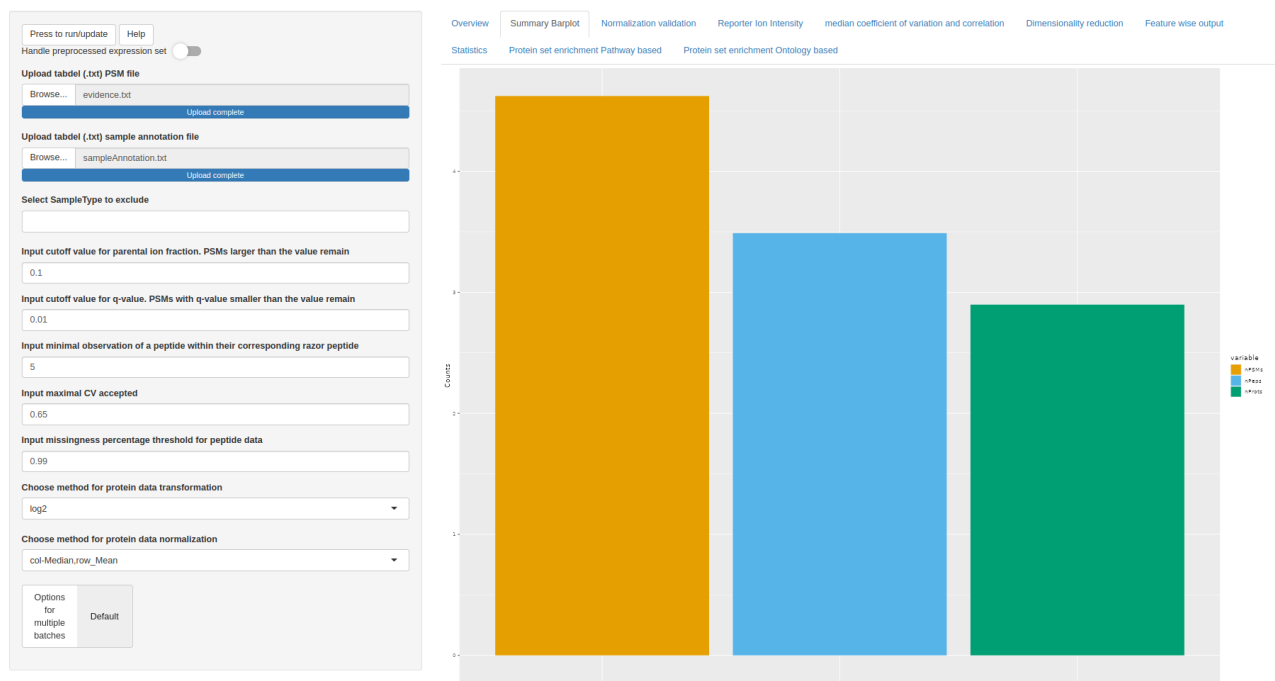 Press to run/update Help
Handle preprocessed expression set
Upload tabdel (.txt) PSM file
Browse... evidence.txt
Upload complete
Upload tabdel (.txt) sample annotation file
Browse... sampleAnnotation.txt
Upload complete
Select SampleType to exclude
Input cutoff value for parental ion fraction. PSMs larger than the value remain
0.1
Input cutoff value for q-value. PSMs with q-value smaller than the value remain
0.01
Input minimal observation of a peptide within their corresponding razor peptide
5
Input maximal CV accepted
0.65
Input missingness percentage threshold for peptide data
0.99
Choose method for protein data transformation
log2
Choose method for protein data normalization
col-Median,row_Mean
Options
for
multiple
batches
Default
Overview Summary Barplot Normalization validation Reporter Ion Intensity median coefficient of variation and correlation Dimensionality reduction Feature wise output
Statistics Protein set enrichment Pathway based Protein set enrichment Ontology based
Counts
4
3
2
1
0
variable
nPSMs
nPeps
nProts